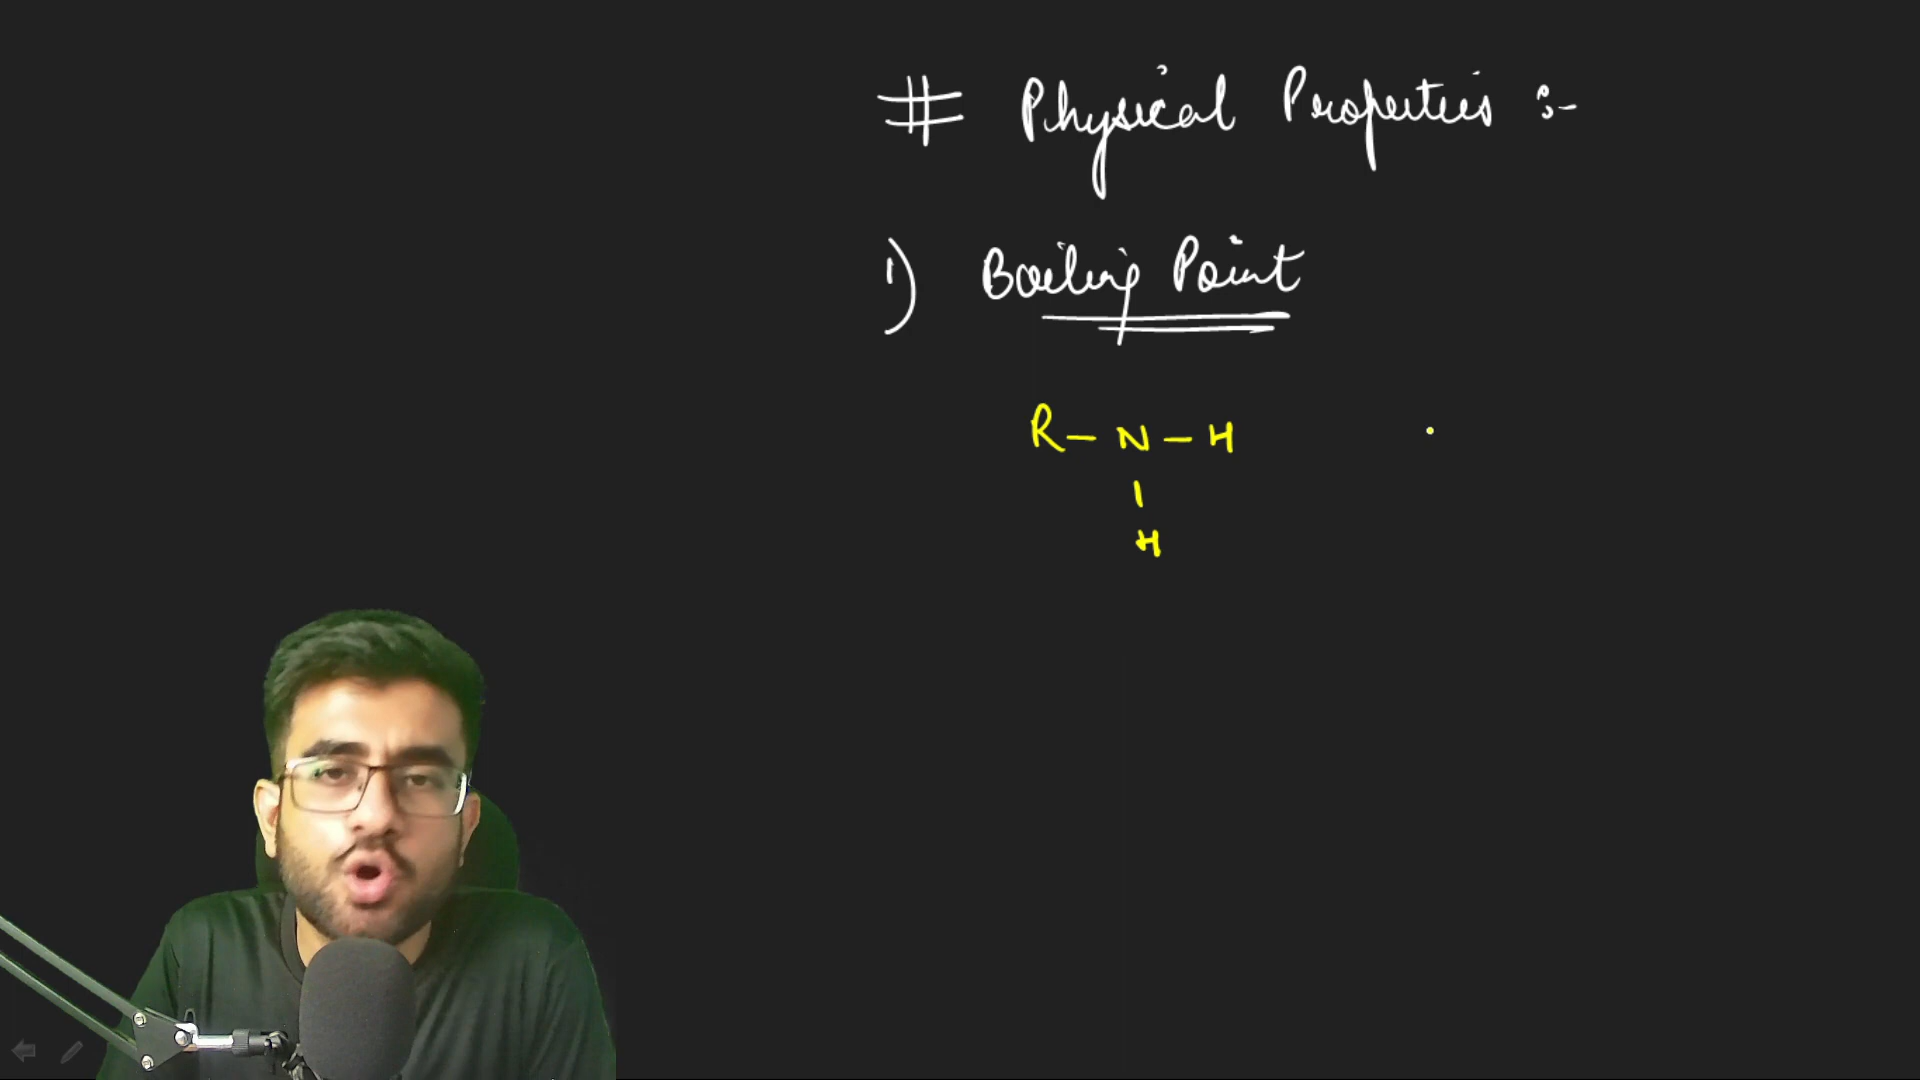 # Physical Properties :-
1) Boiling Point
R – N – H
|
H